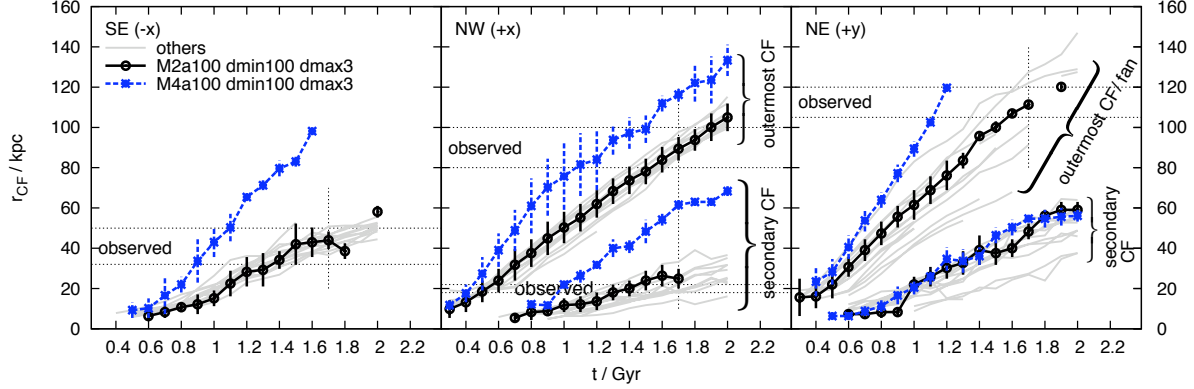 SE (-x)
others
M2a100 dmin100 dmax3
M4a100 dmin100 dmax3
observed
NW (+x)
observed
observed
outermost CF
secondary CF
NE (+y)
observed
outermost CF/ fan
secondary
CF
r_CF / kpc
160
140
120
100
80
60
40
20
0
160
140
120
100
80
60
40
20
0
0.4 0.6 0.8 1 1.2 1.4 1.6 1.8 2 2.2
0.4 0.6 0.8 1 1.2 1.4 1.6 1.8 2 2.2
0.4 0.6 0.8 1 1.2 1.4 1.6 1.8 2 2.2
t / Gyr